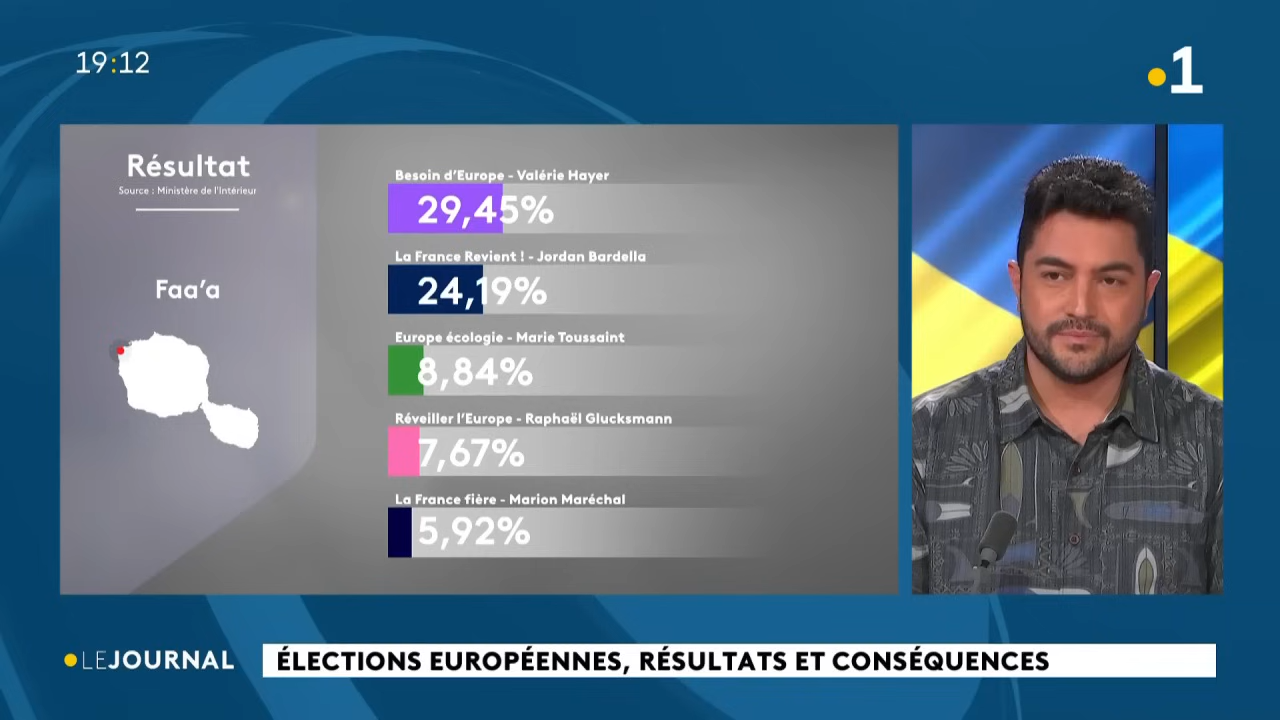 19:12
1
Résultat
Source : Ministère de l'Intérieur
Faa'a
Besoin d'Europe - Valérie Hayer
29,45%
La France Revient ! - Jordan Bardella
24,19%
Europe écologie - Marie Toussaint
8,84%
Réveiller l'Europe - Raphaël Glucksmann
7,67%
La France fière - Marion Maréchal
5,92%
LEJOURNAL
ÉLECTIONS EUROPÉENNES, RÉSULTATS ET CONSÉQUENCES